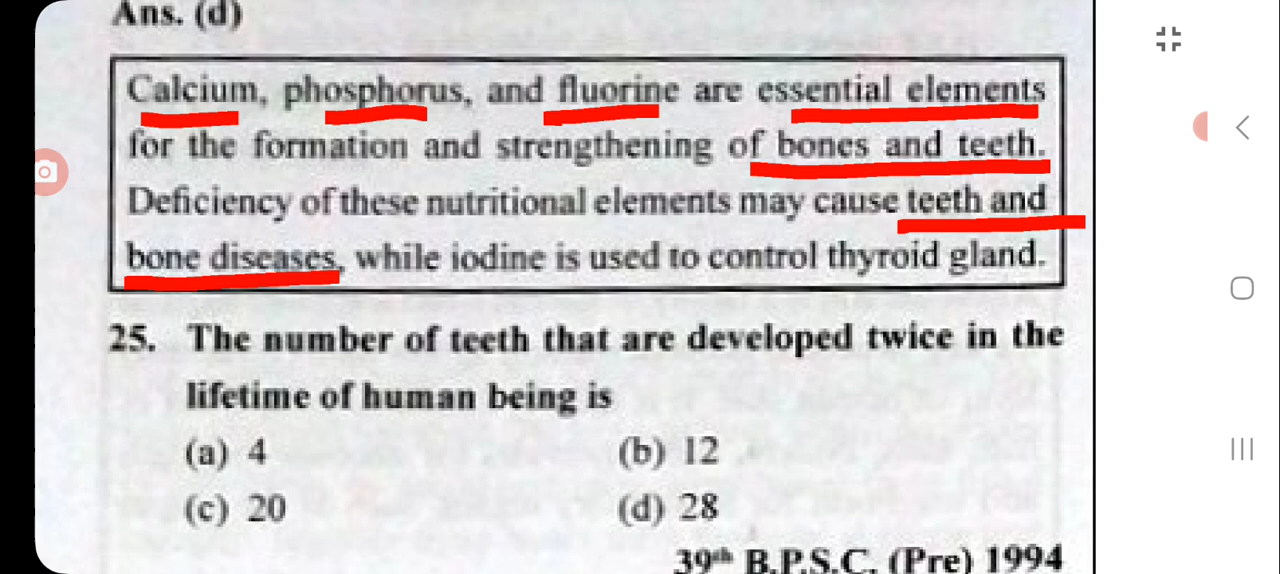 Ans. (d)
Calcium, phosphorus, and fluorine are essential elements
for the formation and strengthening of bones and teeth.
Deficiency of these nutritional elements may cause teeth and
bone diseases, while iodine is used to control thyroid gland.
25. The number of teeth that are developed twice in the
lifetime of human being is
(a) 4 (b) 12
(c) 20 (d) 28
39th B.P.S.C. (Pre) 1994